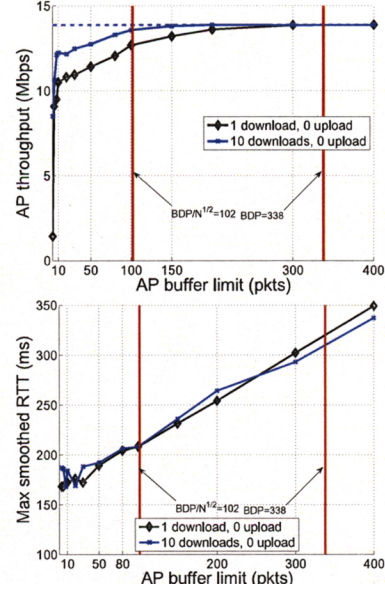 15
10
5
0
AP throughput (Mbps)
1 download, 0 upload
10 downloads, 0 upload
BDP/N^1/2=102 BDP=338
10 50 100 150 200 300 400
AP buffer limit (pkts)
350
300
250
200
150
100
Max smoothed RTT (ms)
BDP/N^1/2=102 BDP=338
1 download, 0 upload
10 downloads, 0 upload
10 50 80 200 300 400
AP buffer limit (pkts)